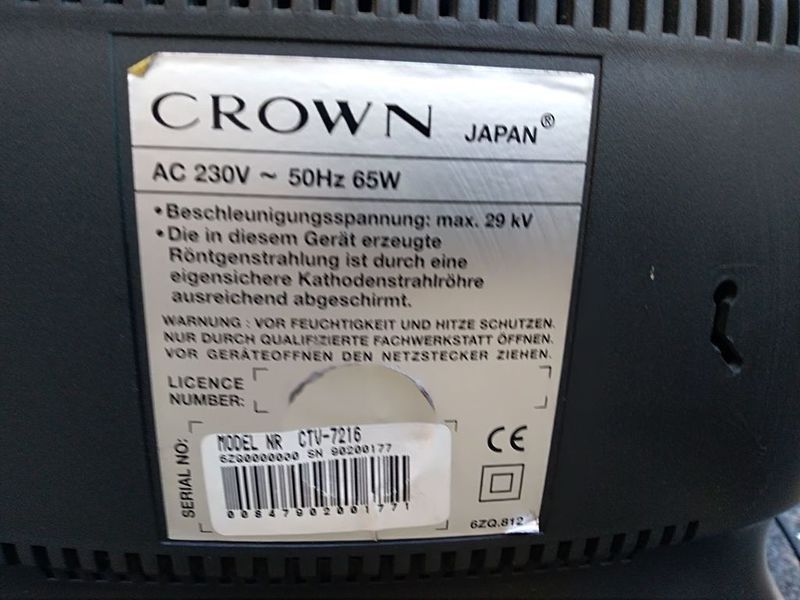 CROWN JAPAN®
AC 230V ~ 50Hz 65W
•Beschleunigungsspannung: max. 29 kV
•Die in diesem Gerät erzeugte
Röntgenstrahlung ist durch eine
eigensichere Kathodenstrahlröhre
ausreichend abgeschirmt.
WARNUNG : VOR FEUCHTIGKEIT UND HITZE SCHUTZEN.
NUR DURCH QUALIFIZIERTE FACHWERKSTATT ÖFFNEN.
VOR GERÄTEOFFNEN DEN NETZSTECKER ZIEHEN.
LICENCE
NUMBER:
SERIAL NO:
MODEL NR CTV-7216
6ZG0000000 SN 90200177
00847902001771
CE
6ZQ.812